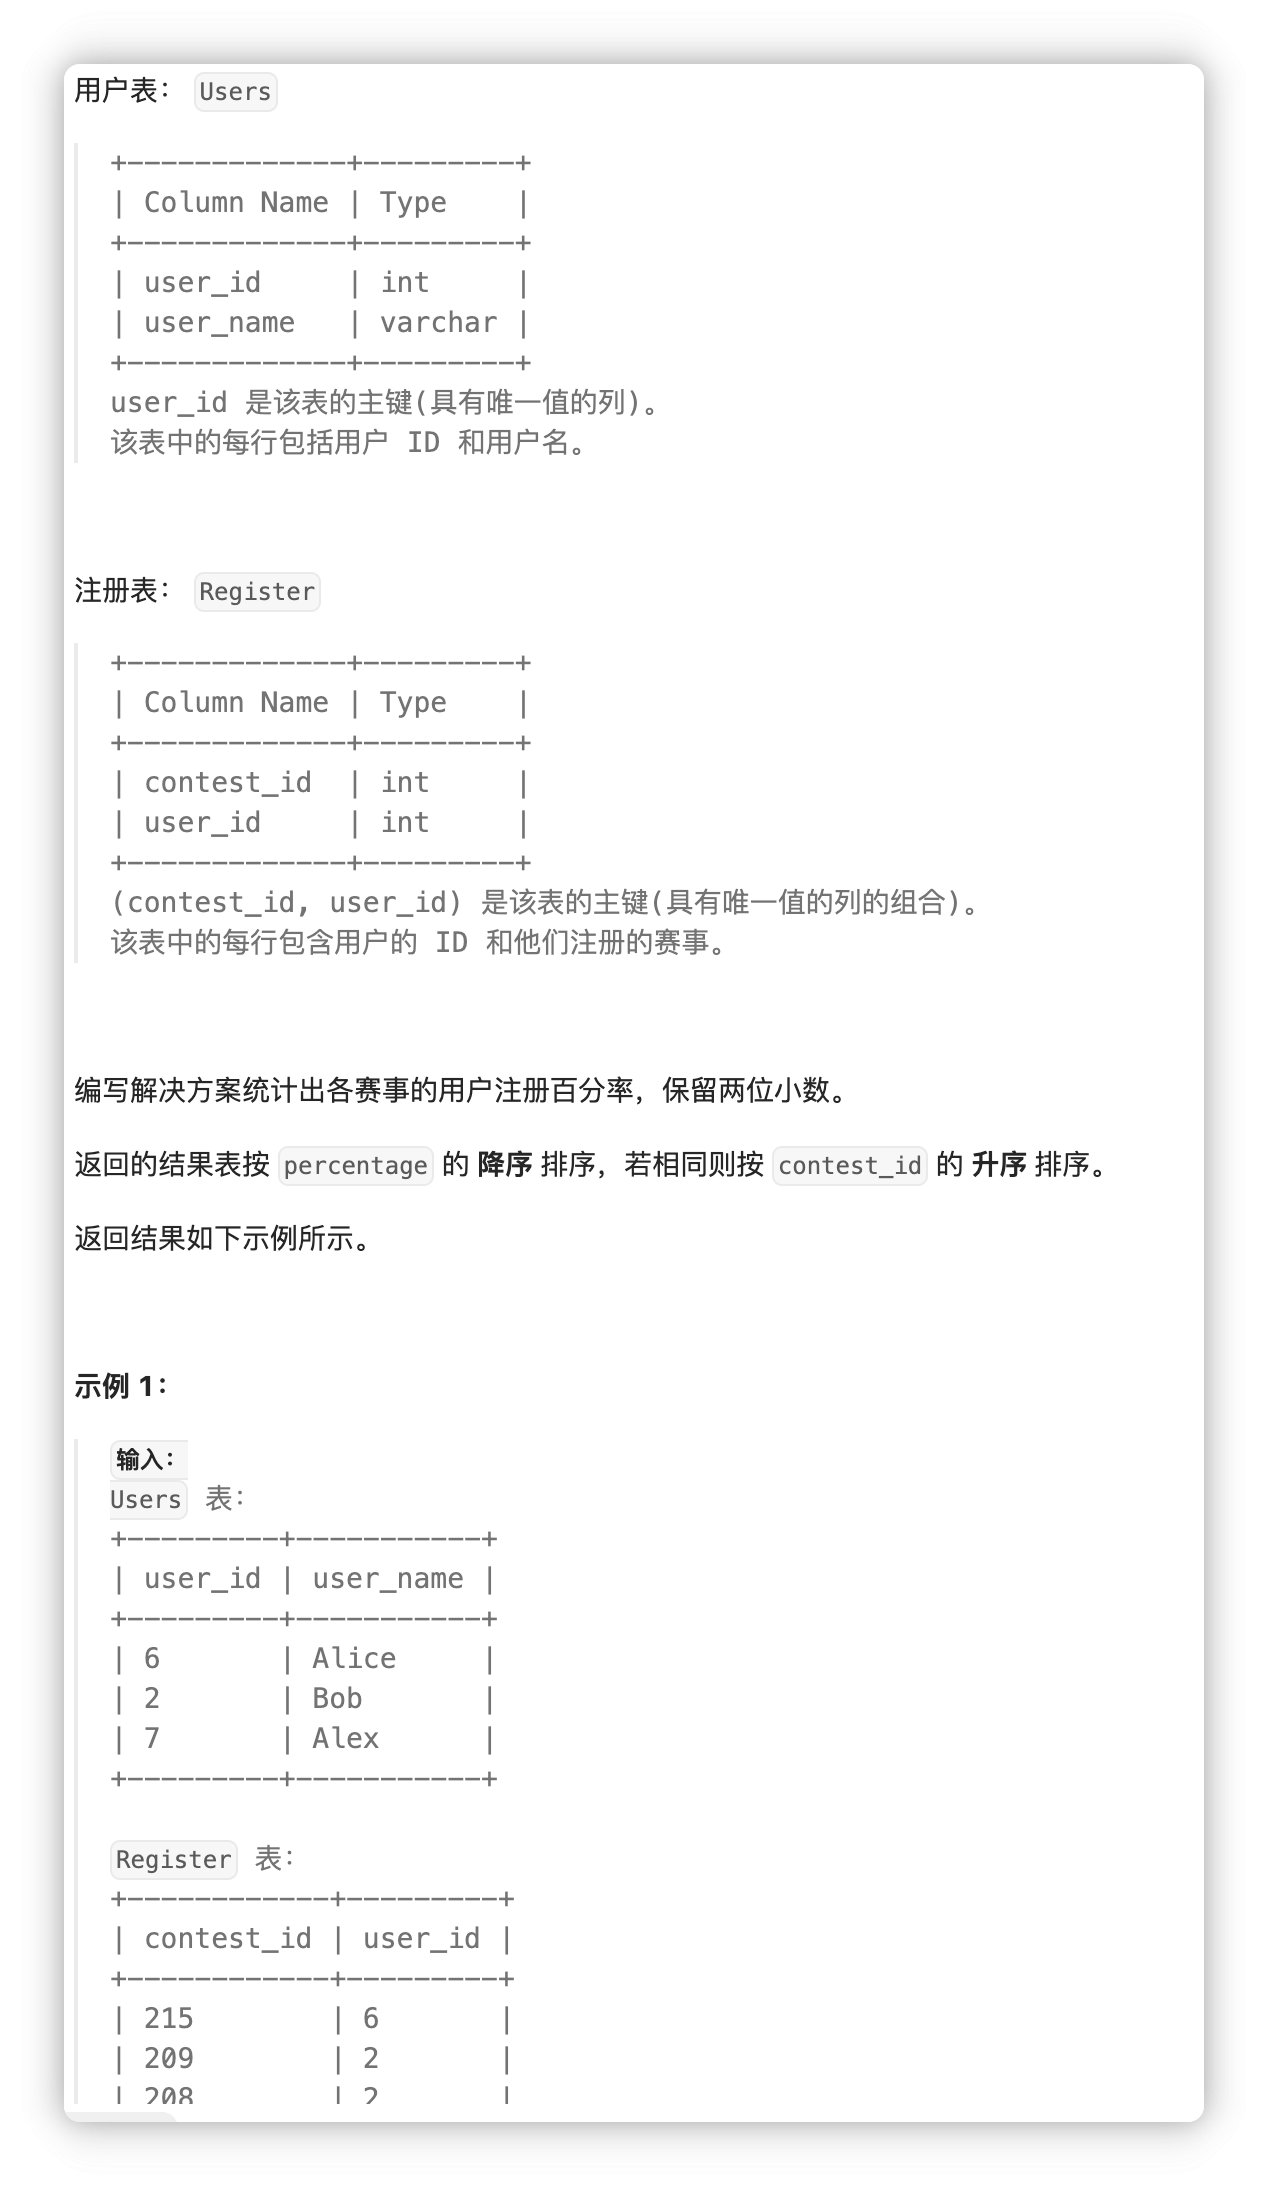 用户表： Users
+-------------+---------+
| Column Name | Type    |
+-------------+---------+
| user_id     | int     |
| user_name   | varchar |
+-------------+---------+
user_id 是该表的主键(具有唯一值的列)。
该表中的每行包括用户 ID 和用户名。
注册表： Register
+-------------+---------+
| Column Name | Type    |
+-------------+---------+
| contest_id  | int     |
| user_id     | int     |
+-------------+---------+
(contest_id, user_id) 是该表的主键(具有唯一值的列的组合)。
该表中的每行包含用户的 ID 和他们注册的赛事。
编写解决方案统计出各赛事的用户注册百分率，保留两位小数。
返回的结果表按 percentage 的 降序 排序，若相同则按 contest_id 的 升序 排序。
返回结果如下示例所示。
示例 1：
输入：
Users 表：
+---------+-----------+
| user_id | user_name |
+---------+-----------+
| 6       | Alice     |
| 2       | Bob       |
| 7       | Alex      |
+---------+-----------+
Register 表：
+------------+---------+
| contest_id | user_id |
+------------+---------+
| 215        | 6       |
| 209        | 2       |
| 208        | 2       |